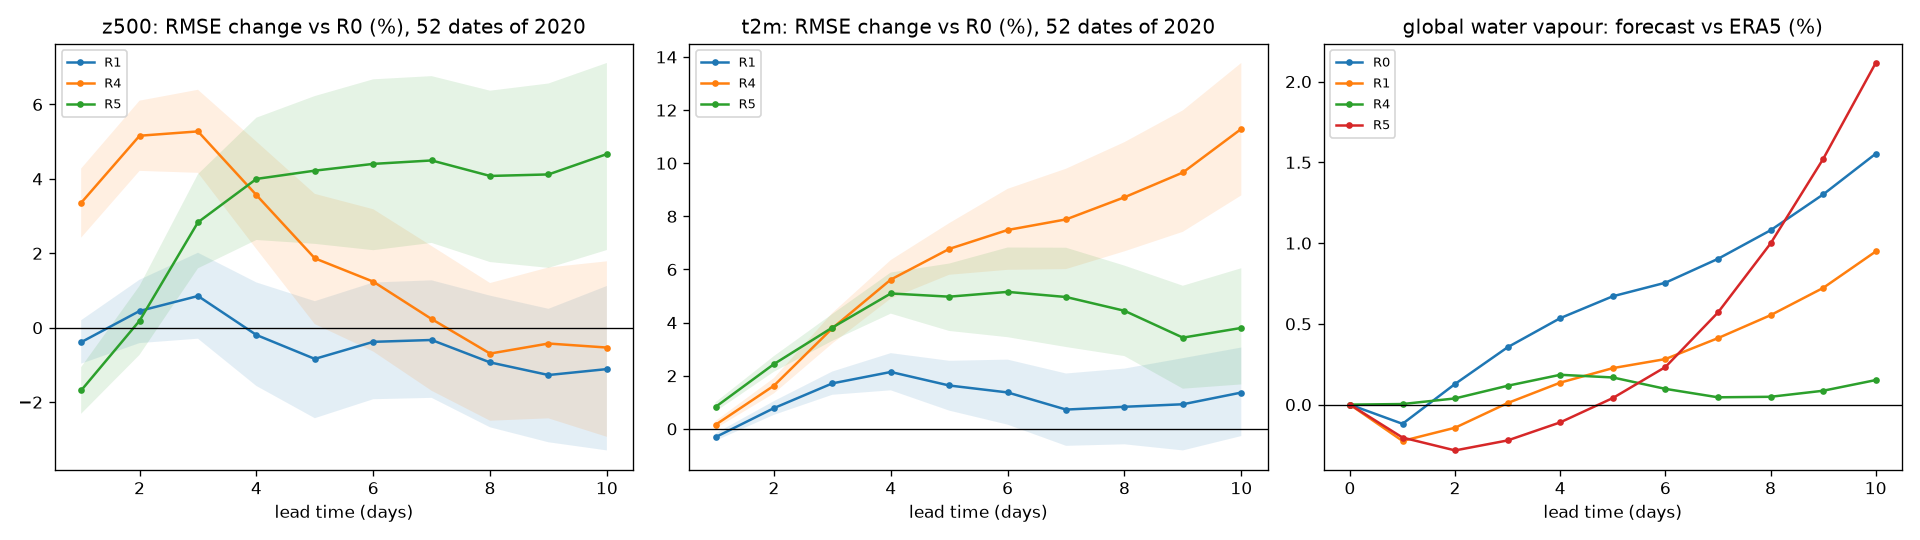 z500: RMSE change vs R0 (%), 52 dates of 2020
R1
R4
R5
6
4
2
0
−2
2
4
6
8
10
lead time (days)
t2m: RMSE change vs R0 (%), 52 dates of 2020
R1
R4
R5
14
12
10
8
6
4
2
0
2
4
6
8
10
lead time (days)
global water vapour: forecast vs ERA5 (%)
R0
R1
R4
R5
2.0
1.5
1.0
0.5
0.0
0
2
4
6
8
10
lead time (days)